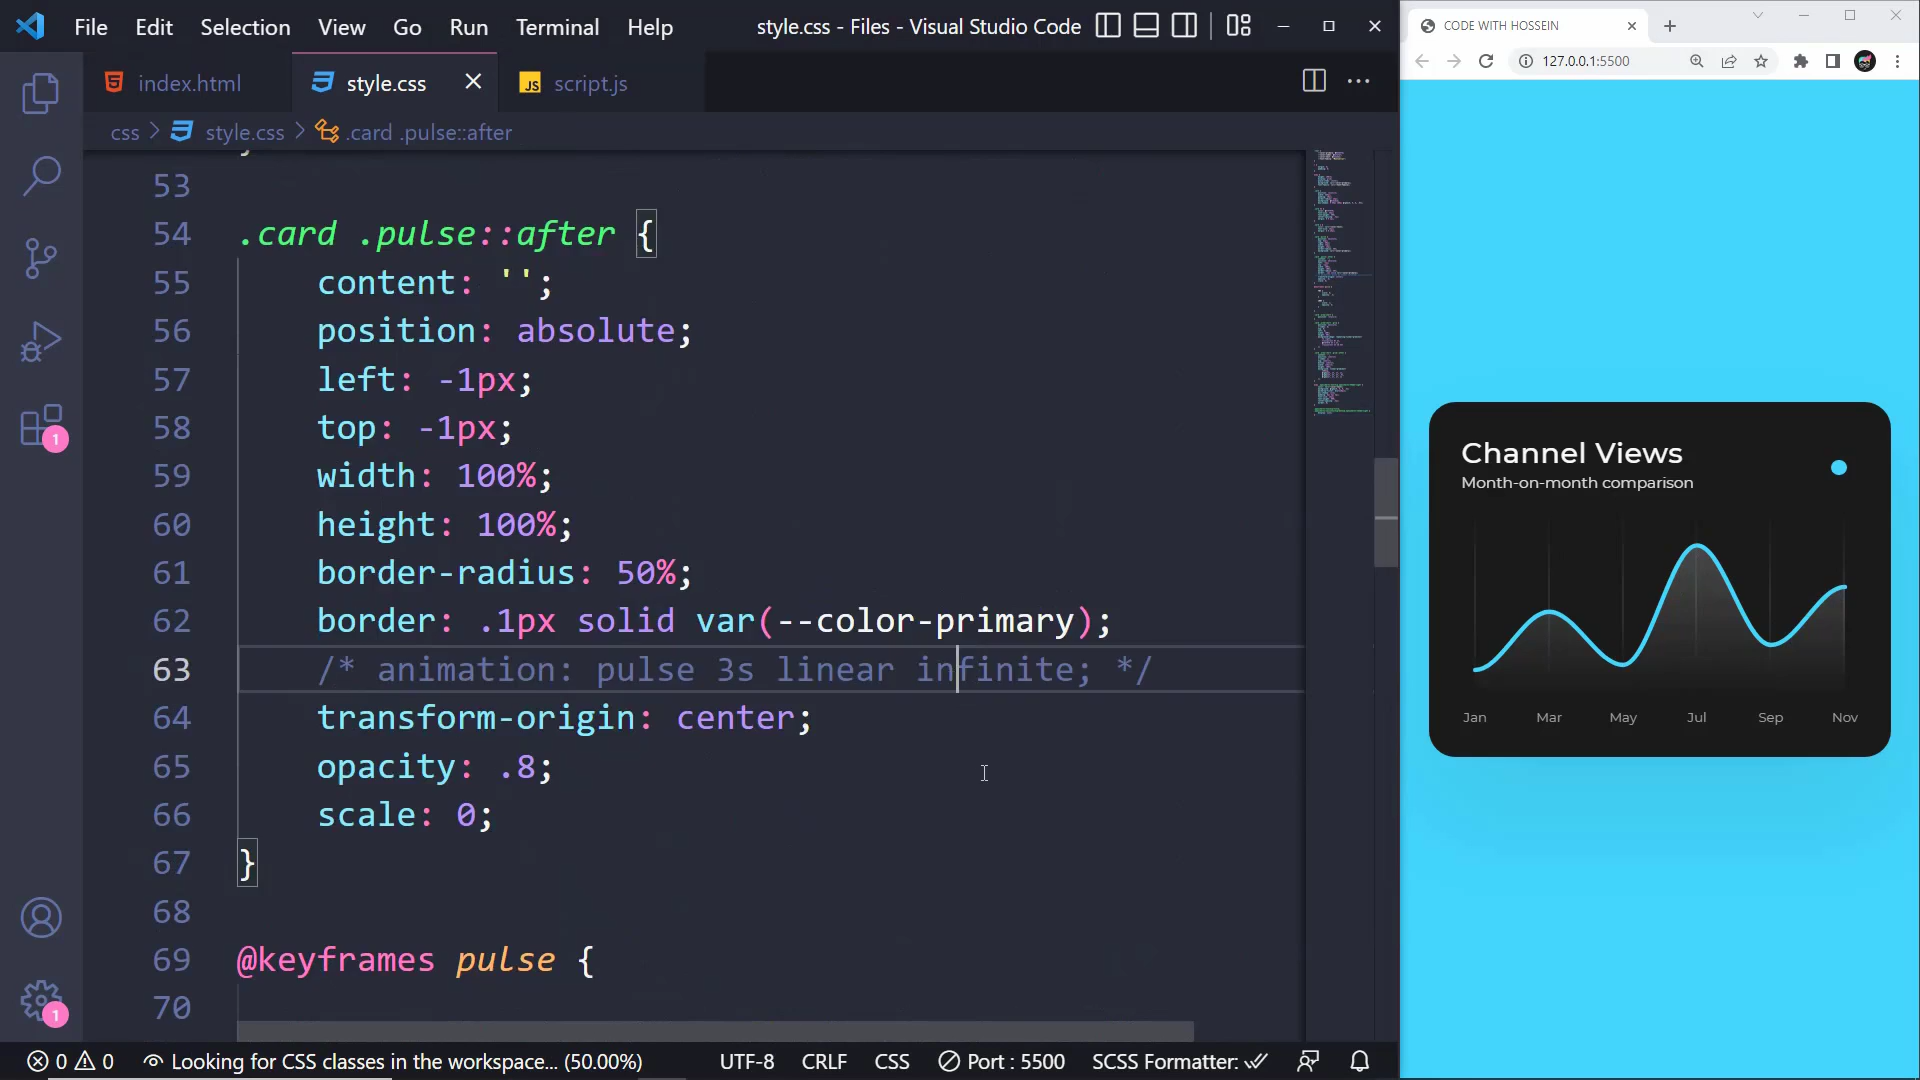 File Edit Selection View Go Run Terminal Help
style.css - Files - Visual Studio Code
index.html
style.css
JS script.js
css > style.css > .card .pulse::after
53
54 .card .pulse::after {
55 content: '';
56 position: absolute;
57 left: -1px;
58 top: -1px;
59 width: 100%;
60 height: 100%;
61 border-radius: 50%;
62 border: .1px solid var(--color-primary);
63 /* animation: pulse 3s linear infinite; */
64 transform-origin: center;
65 opacity: .8;
66 scale: 0;
67 }
68
69 @keyframes pulse {
70
1
1
0 0 Looking for CSS classes in the workspace... (50.00%)
UTF-8 CRLF CSS Port : 5500 SCSS Formatter:
CODE WITH HOSSEIN
127.0.0.1:5500
Channel Views
Month-on-month comparison
Jan Mar May Jul Sep Nov